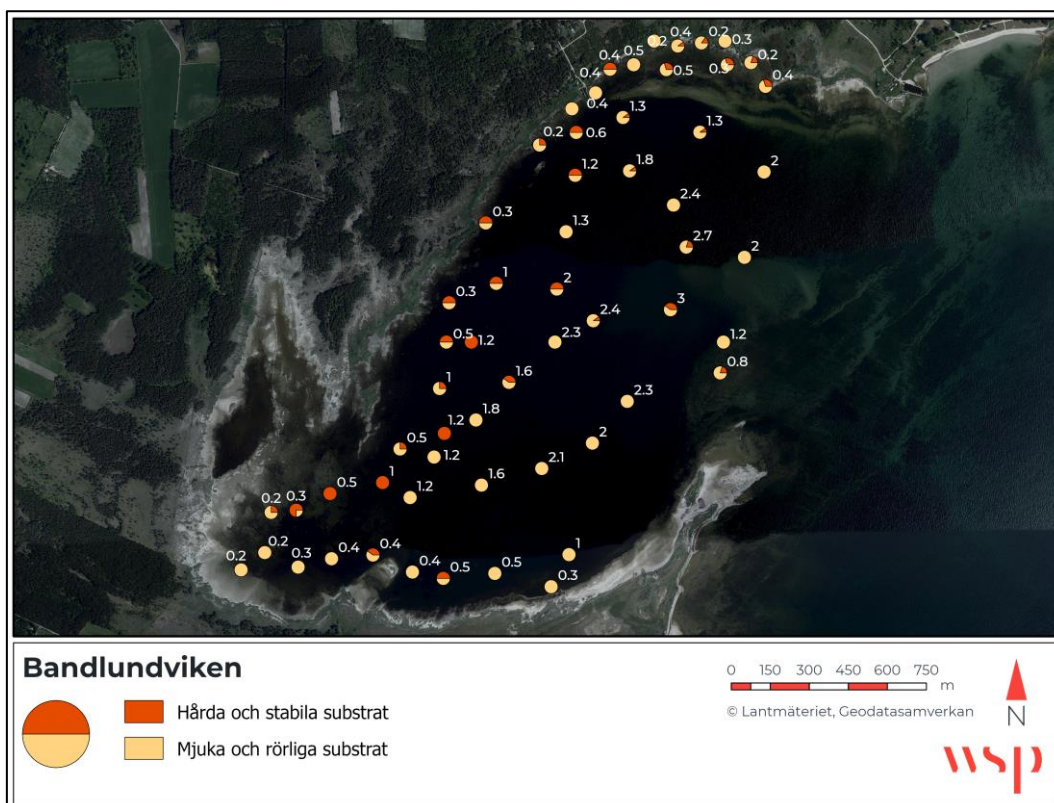 0.2 0.4 0.2 0.3
0.4 0.5 0.5 0.3 0.2
0.4 0.4
0.4 1.3 1.3
0.2 0.6
1.2 1.8 2
0.3 1.3 2.4
2.7 2
0.3 1 2 3
0.5 1.2 2.3 2.4 1.2
1 1.6 0.8
0.5 1.2 1.8 2.3
1.2 2.1 2
0.2 0.3 0.5 1 1.2 1.6
0.2 0.2 0.3 0.4 0.4 0.4 0.5 0.5 0.3 1
Bandlundviken
Hårda och stabila substrat
Mjuka och rörliga substrat
0 150 300 450 600 750
m
© Lantmäteriet, Geodatasamverkan
N
wsp